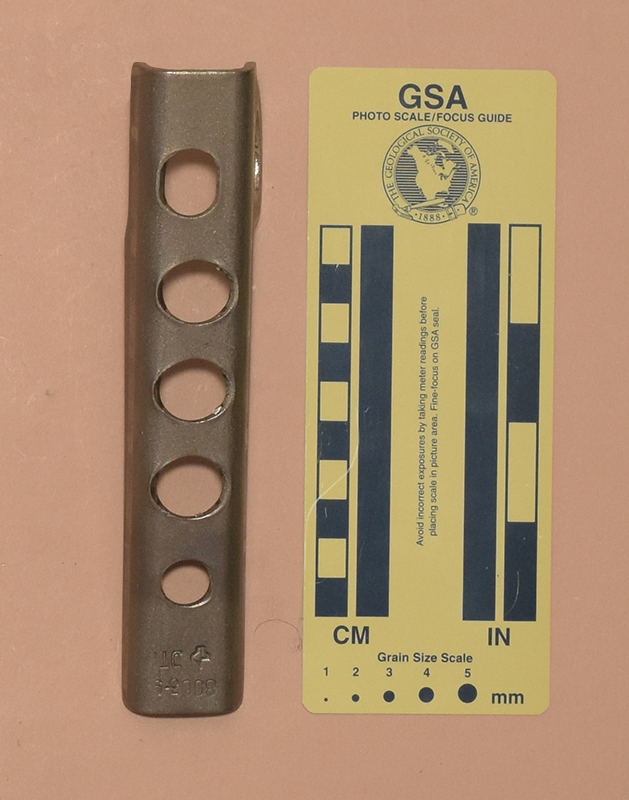 GSA
PHOTO SCALE/FOCUS GUIDE
THE GEOLOGICAL SOCIETY OF AMERICA
1888
®
Avoid incorrect exposures by taking meter readings before
placing scale in picture area. Fine-focus on GSA seal.
CM
IN
Grain Size Scale
1 2 3 4 5
mm